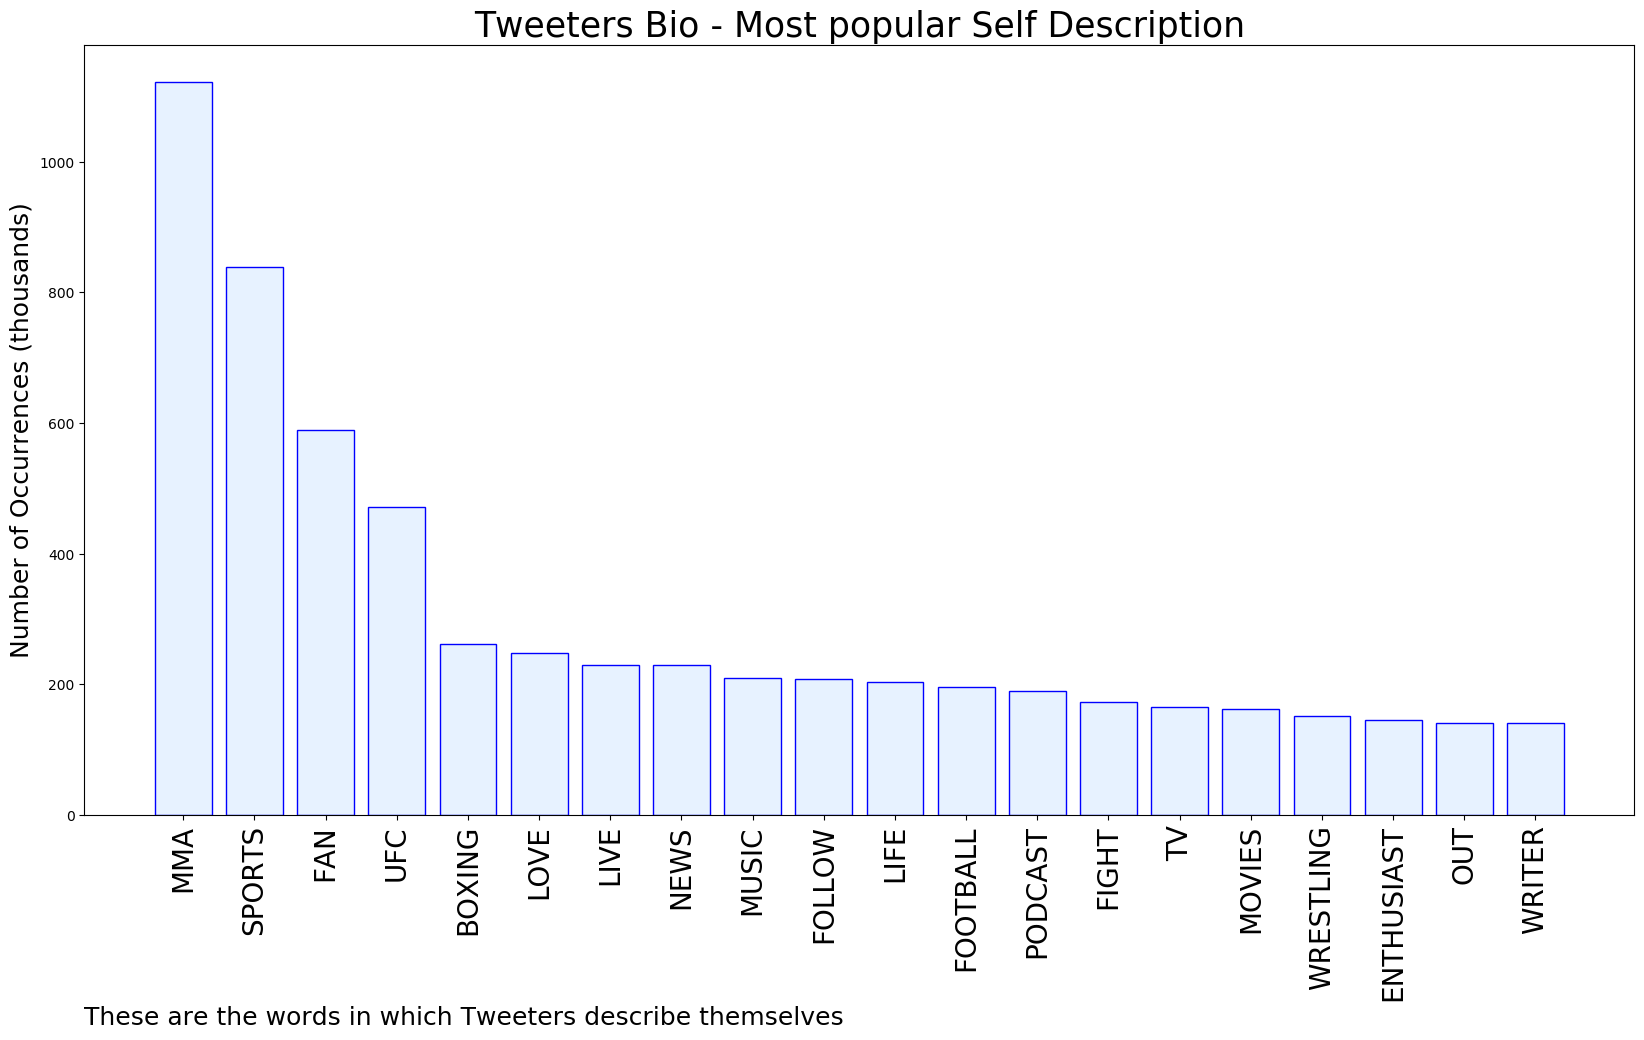 Tweeters Bio - Most popular Self Description
Number of Occurrences (thousands)
1000
800
600
400
200
0
MMA
SPORTS
FAN
UFC
BOXING
LOVE
LIVE
NEWS
MUSIC
FOLLOW
LIFE
FOOTBALL
PODCAST
FIGHT
TV
MOVIES
WRESTLING
ENTHUSIAST
OUT
WRITER
These are the words in which Tweeters describe themselves